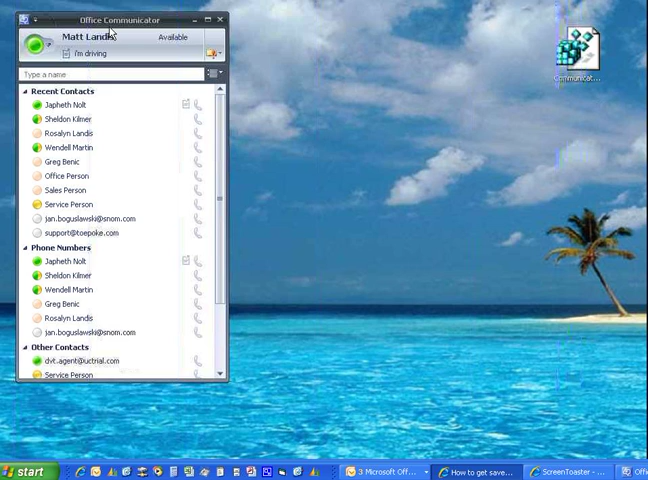 Office Communicator
Matt Landis
Available
i'm driving
Type a name
Recent Contacts
Japheth Nolt
Sheldon Kilmer
Rosalyn Landis
Wendell Martin
Greg Benic
Office Person
Sales Person
Service Person
jan.boguslawski@snom.com
support@toepoke.com
Phone Numbers
Japheth Nolt
Sheldon Kilmer
Wendell Martin
Greg Benic
Rosalyn Landis
jan.boguslawski@snom.com
Other Contacts
dvt.agent@uctrial.com
Service Person
Communicat...
start
3 Microsoft Off...
How to get save...
ScreenToaster - ...
Offic